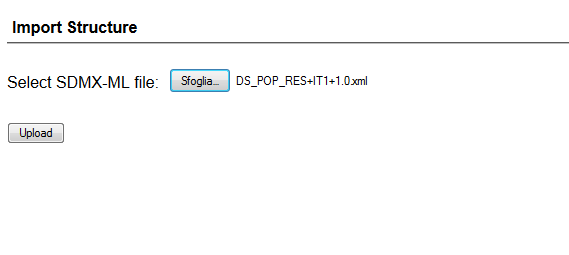 Import Structure
Select SDMX-ML file: Sfoglia... DS_POP_RES+IT1+1.0.xml
Upload